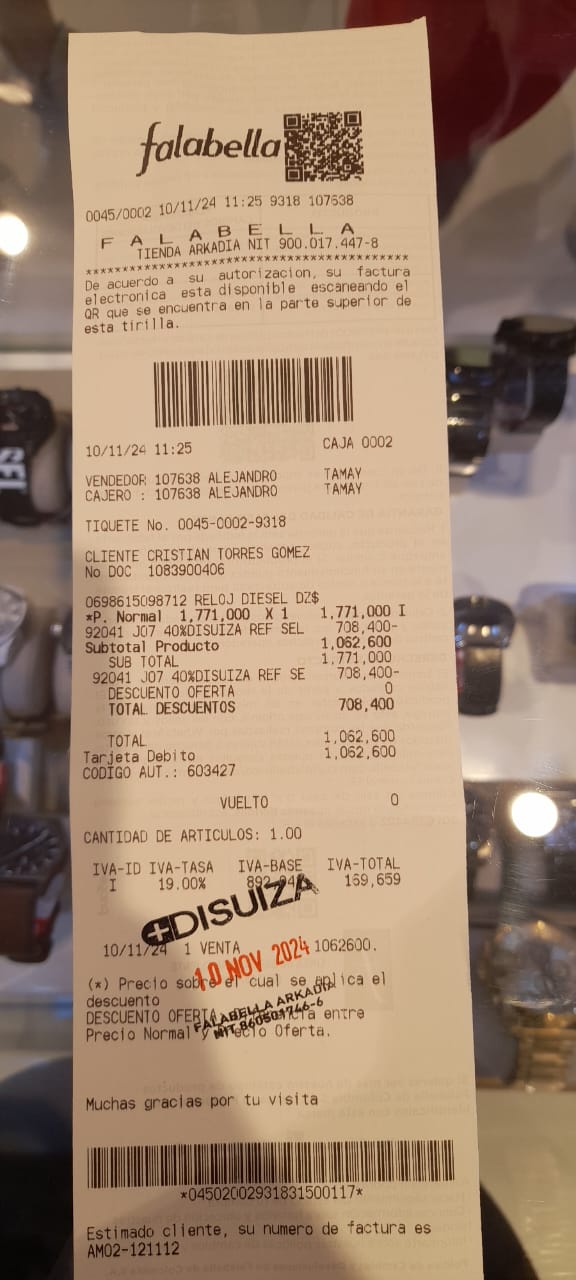 falabella
0045/0002 10/11/24 11:25 9318 107638
F A L A B E L L A
TIENDA ARKADIA NIT 900.017.447-8
****************************************
De acuerdo a su autorizacion, su factura
electronica esta disponible escaneando el
QR que se encuentra en la parte superior de
esta tirilla.
10/11/24 11:25 CAJA 0002
VENDEDOR 107638 ALEJANDRO TAMAY
CAJERO : 107638 ALEJANDRO TAMAY
TIQUETE No. 0045-0002-9318
CLIENTE CRISTIAN TORRES GOMEZ
No DOC 1083900406
0698615098712 RELOJ DIESEL DZ$
*P. Normal 1,771,000 X 1 1,771,000 I
92041 J07 40%DISUIZA REF SEL 708,400-
Subtotal Producto 1,062,600
SUB TOTAL 1,771,000
92041 J07 40%DISUIZA REF SE 708,400-
DESCUENTO OFERTA 0
TOTAL DESCUENTOS 708,400
TOTAL 1,062,600
Tarjeta Debito 1,062,600
CODIGO AUT.: 603427
VUELTO 0
CANTIDAD DE ARTICULOS: 1.00
IVA-ID IVA-TASA IVA-BASE IVA-TOTAL
I 19.00% 169,659
DISUIZA
10/11/24 1 VENTA 1062600.
10 NOV 2024
(*) Precio sobre el cual se aplica el
descuento
FALABELLA ARKADIA
NIT 860501746-6
DESCUENTO OFERTA entre
Precio Normal y Precio Oferta.
Muchas gracias por tu visita
*04502002931831500117*
Estimado cliente, su numero de factura es
AM02-121112